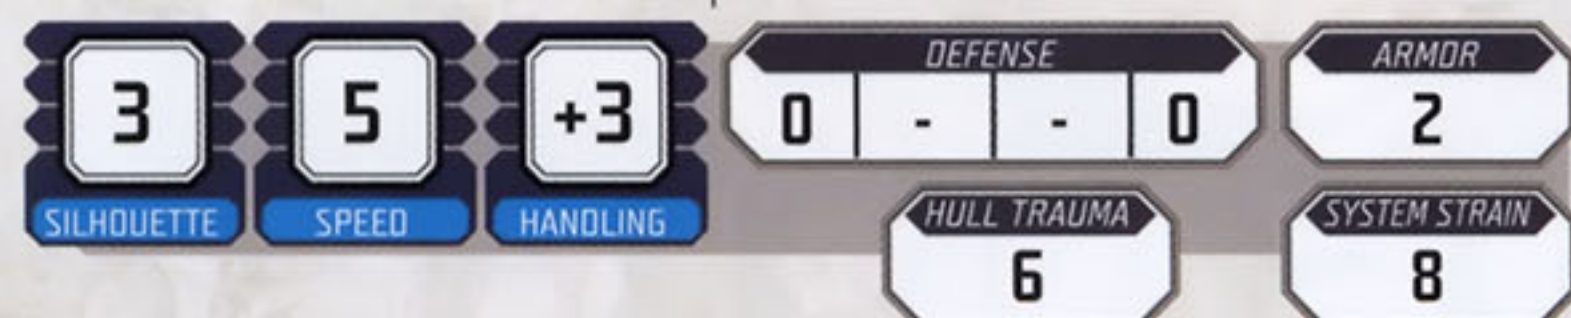 3 5 +3
SILHOUETTE SPEED HANDLING
DEFENSE
0 - - 0
ARMOR
2
HULL TRAUMA
6
SYSTEM STRAIN
8